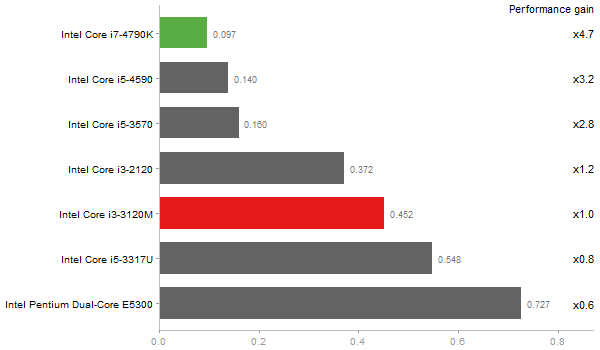 Performance gain
Intel Core i7-4790K 0.097 x4.7
Intel Core i5-4590 0.140 x3.2
Intel Core i5-3570 0.160 x2.8
Intel Core i3-2120 0.372 x1.2
Intel Core i3-3120M 0.452 x1.0
Intel Core i5-3317U 0.548 x0.8
Intel Pentium Dual-Core E5300 0.727 x0.6
0.0 0.2 0.4 0.6 0.8